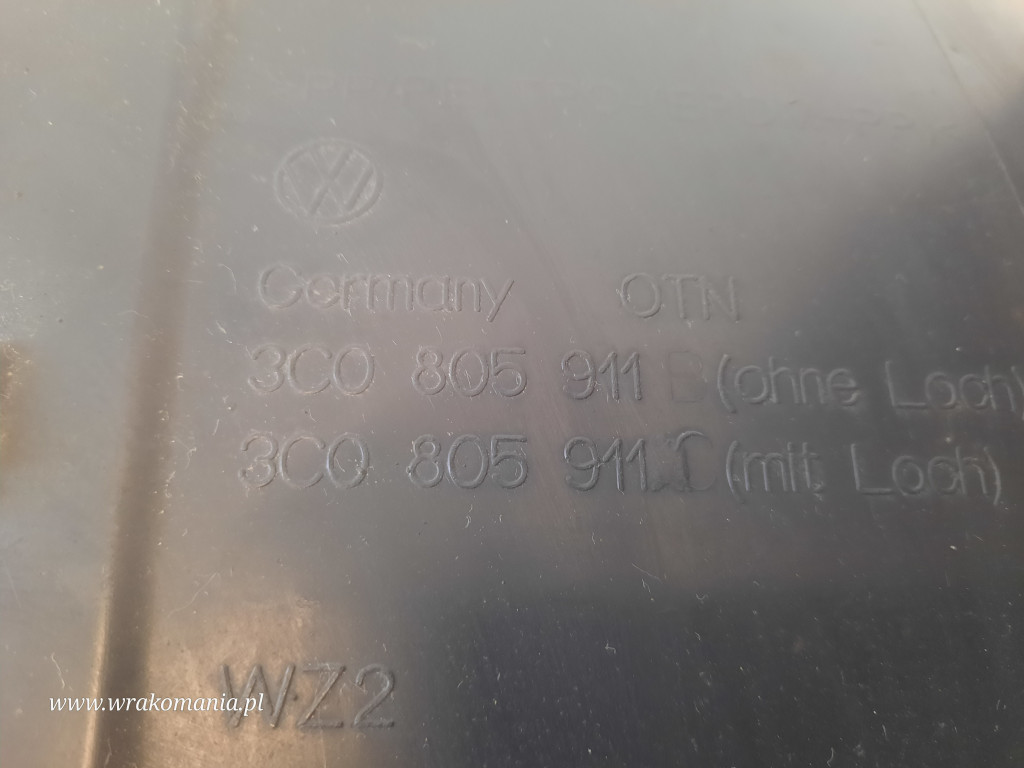 Germany OTN
3C0 805 911 B (ohne Loch)
3C0 805 911 C (mit Loch)
WZ2
www.wrakomania.pl